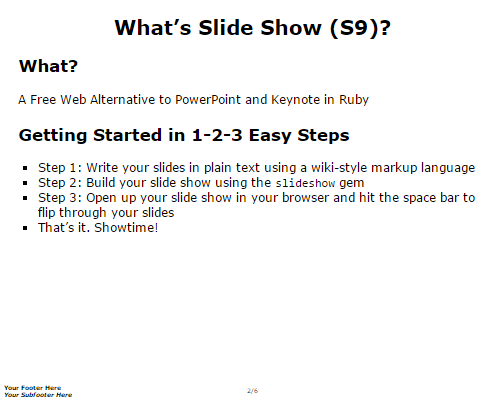 What’s Slide Show (S9)?
What?
A Free Web Alternative to PowerPoint and Keynote in Ruby
Getting Started in 1-2-3 Easy Steps
Step 1: Write your slides in plain text using a wiki-style markup language
Step 2: Build your slide show using the slideshow gem
Step 3: Open up your slide show in your browser and hit the space bar to
flip through your slides
That’s it. Showtime!
Your Footer Here
Your Subfooter Here
2/6